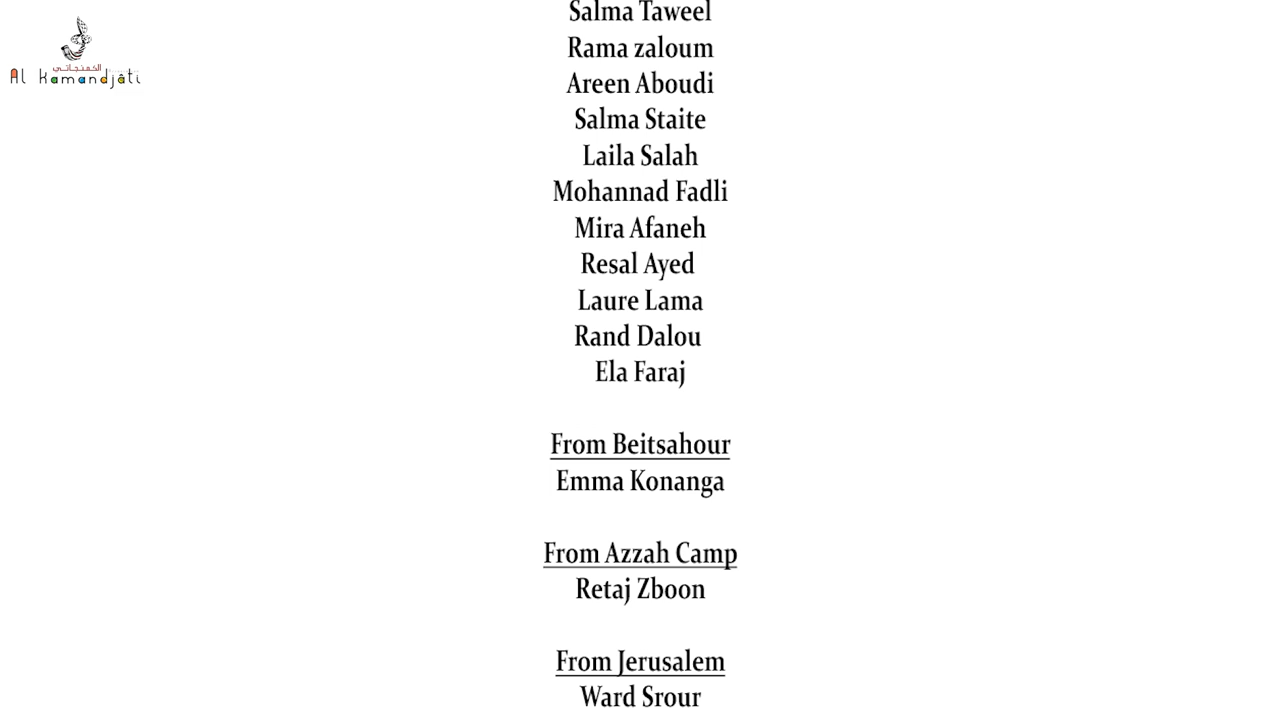 الكمنجاتي
Al Kamandjâti
Salma Taweel
Rama zaloum
Areen Aboudi
Salma Staite
Laila Salah
Mohannad Fadli
Mira Afaneh
Resal Ayed
Laure Lama
Rand Dalou
Ela Faraj
From Beitsahour
Emma Konanga
From Azzah Camp
Retaj Zboon
From Jerusalem
Ward Srour